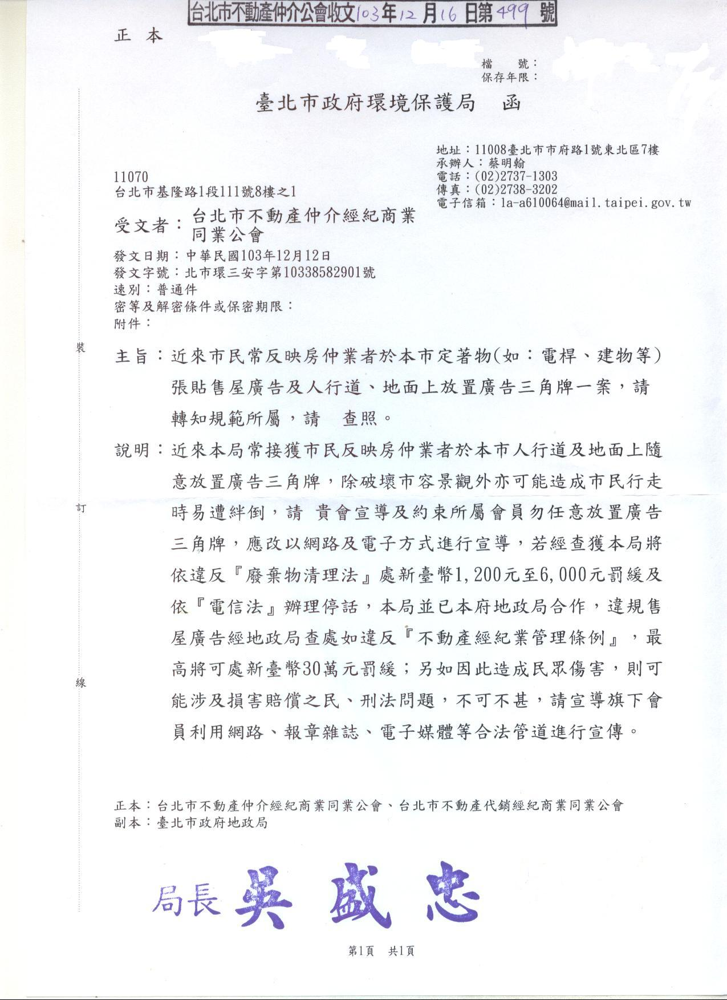 台北市不動產仲介公會收文103年12月16日第499號
正本
檔　　號：
保存年限：
臺北市政府環境保護局　函
地址：11008臺北市市府路1號東北區7樓
承辦人：蔡明翰
電話：(02)2737-1303
傳真：(02)2738-3202
電子信箱：la-a610064@mail.taipei.gov.tw
11070
台北市基隆路1段111號8樓之1
受文者：台北市不動產仲介經紀商業
同業公會
發文日期：中華民國103年12月12日
發文字號：北市環三安字第10338582901號
速別：普通件
密等及解密條件或保密期限：
附件：
主旨：近來市民常反映房仲業者於本市定著物(如：電桿、建物等)
張貼售屋廣告及人行道、地面上放置廣告三角牌一案，請
轉知規範所屬，請　查照。
說明：近來本局常接獲市民反映房仲業者於本市人行道及地面上隨
意放置廣告三角牌，除破壞市容景觀外亦可能造成市民行走
時易遭絆倒，請 貴會宣導及約束所屬會員勿任意放置廣告
三角牌，應改以網路及電子方式進行宣導，若經查獲本局將
依違反『廢棄物清理法』處新臺幣1,200元至6,000元罰緩及
依『電信法』辦理停話，本局並已本府地政局合作，違規售
屋廣告經地政局查處如違反『不動產經紀業管理條例』，最
高將可處新臺幣30萬元罰緩；另如因此造成民眾傷害，則可
能涉及損害賠償之民、刑法問題，不可不甚，請宣導旗下會
員利用網路、報章雜誌、電子媒體等合法管道進行宣傳。
裝
訂
線
正本：台北市不動產仲介經紀商業同業公會、台北市不動產代銷經紀商業同業公會
副本：臺北市政府地政局
局長 吳盛忠
第1頁　共1頁